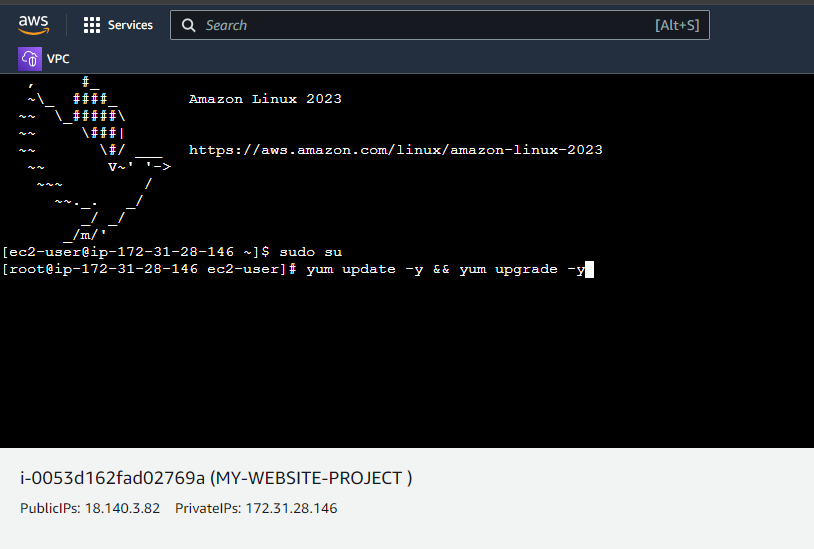 aws
Services
Search
[Alt+S]
VPC
   ,     #_
   ~\_  ####_        Amazon Linux 2023
  ~~  \_#####\
  ~~     \###|
  ~~       \#/ ___   https://aws.amazon.com/linux/amazon-linux-2023
   ~~       V~' '->
    ~~~         /
      ~~._.   _/
         _/ _/
       _/m/'
[ec2-user@ip-172-31-28-146 ~]$ sudo su
[root@ip-172-31-28-146 ec2-user]# yum update -y && yum upgrade -y
i-0053d162fad02769a (MY-WEBSITE-PROJECT )
PublicIPs: 18.140.3.82 PrivateIPs: 172.31.28.146